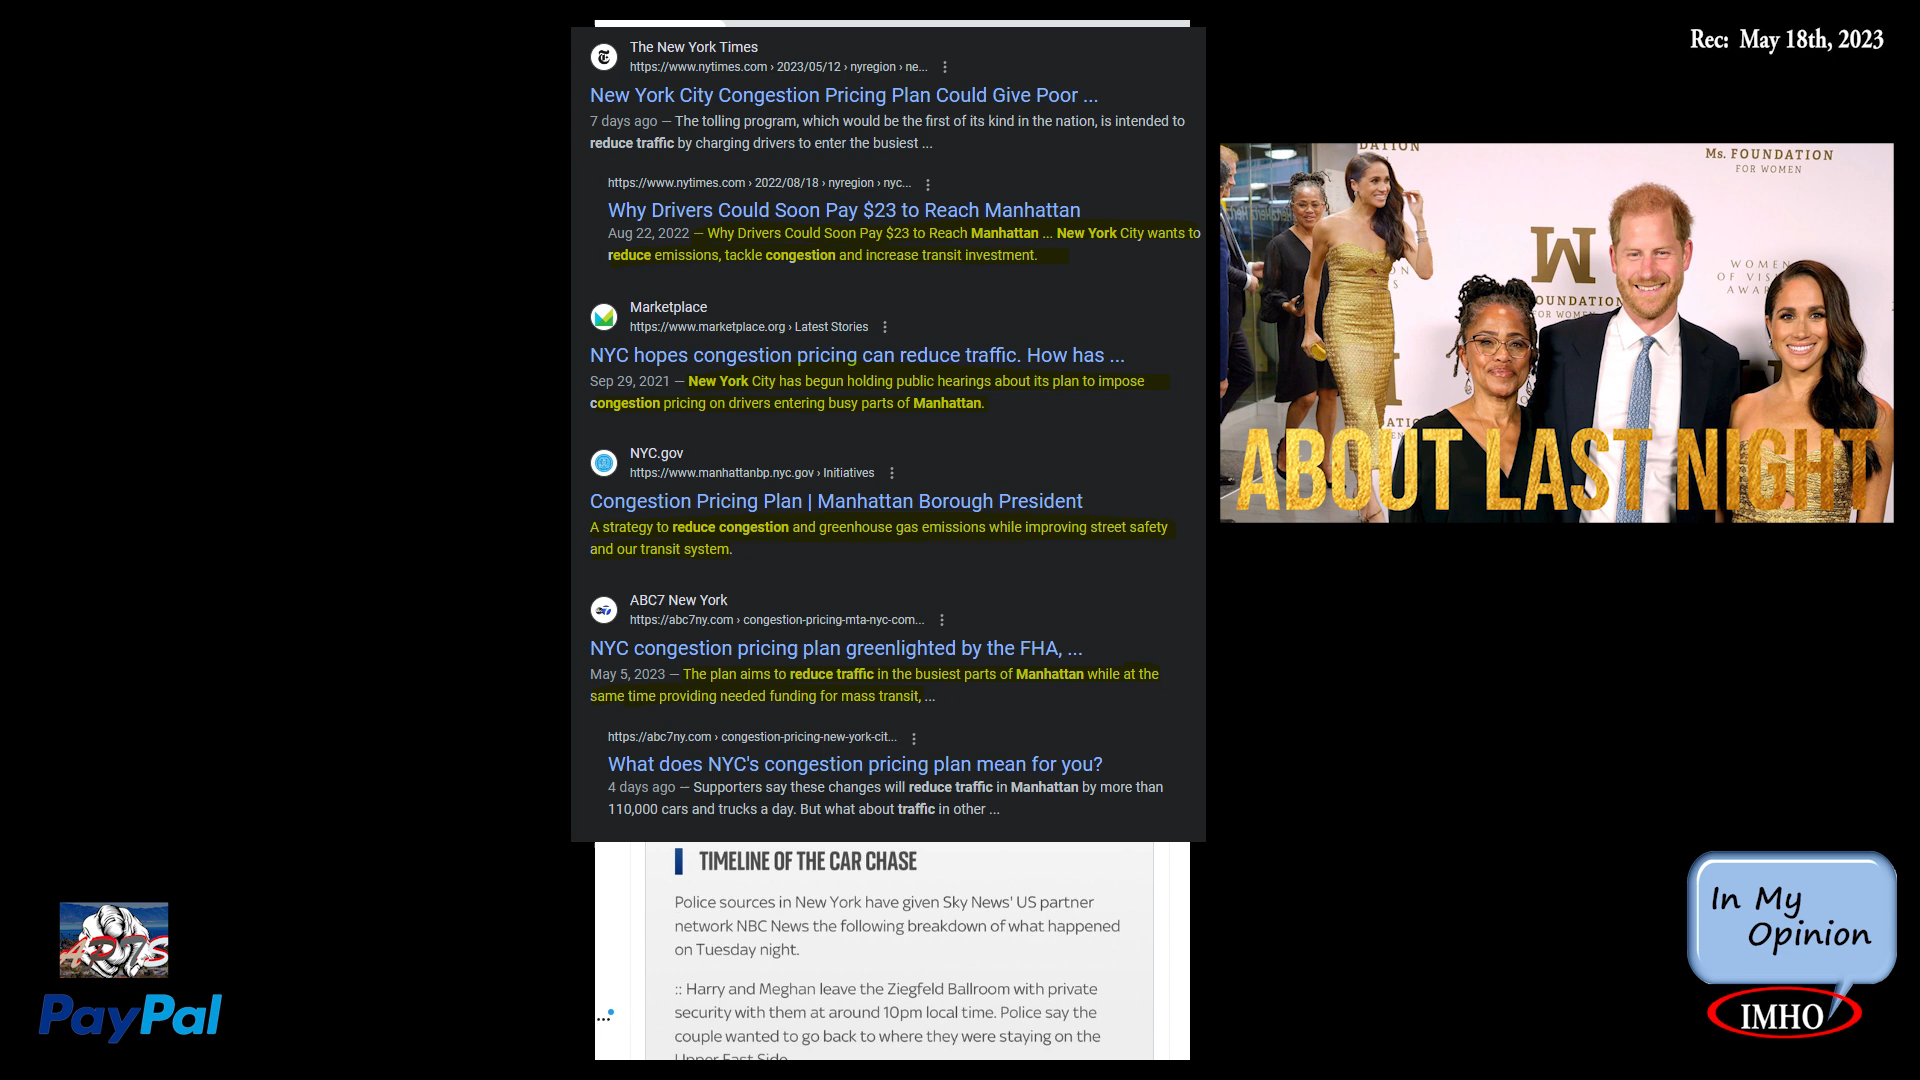 Rec: May 18th, 2023
The New York Times
https://www.nytimes.com › 2023/05/12 › nyregion › ne...
New York City Congestion Pricing Plan Could Give Poor ...
7 days ago — The tolling program, which would be the first of its kind in the nation, is intended to
reduce traffic by charging drivers to enter the busiest ...
https://www.nytimes.com › 2022/08/18 › nyregion › nyc...
Why Drivers Could Soon Pay $23 to Reach Manhattan
Aug 22, 2022 — Why Drivers Could Soon Pay $23 to Reach Manhattan ... New York City wants to
reduce emissions, tackle congestion and increase transit investment.
Marketplace
https://www.marketplace.org › Latest Stories
NYC hopes congestion pricing can reduce traffic. How has ...
Sep 29, 2021 — New York City has begun holding public hearings about its plan to impose
congestion pricing on drivers entering busy parts of Manhattan.
NYC.gov
https://www.manhattanbp.nyc.gov › Initiatives
Congestion Pricing Plan | Manhattan Borough President
A strategy to reduce congestion and greenhouse gas emissions while improving street safety
and our transit system.
ABC7 New York
https://abc7ny.com › congestion-pricing-mta-nyc-com...
NYC congestion pricing plan greenlighted by the FHA, ...
May 5, 2023 — The plan aims to reduce traffic in the busiest parts of Manhattan while at the
same time providing needed funding for mass transit, ...
https://abc7ny.com › congestion-pricing-new-york-cit...
What does NYC's congestion pricing plan mean for you?
4 days ago — Supporters say these changes will reduce traffic in Manhattan by more than
110,000 cars and trucks a day. But what about traffic in other ...
TIMELINE OF THE CAR CHASE
Police sources in New York have given Sky News' US partner
network NBC News the following breakdown of what happened
on Tuesday night.
:: Harry and Meghan leave the Ziegfeld Ballroom with private
security with them at around 10pm local time. Police say the
couple wanted to go back to where they were staying on the
Upper East Side
Ms. FOUNDATION
FOR WOMEN
WOMEN
OF VIS
AWAR
M
OUNDATION
FOR WOMEN
ABOUT LAST NIGHT
PayPal
In My
Opinion
IMHO